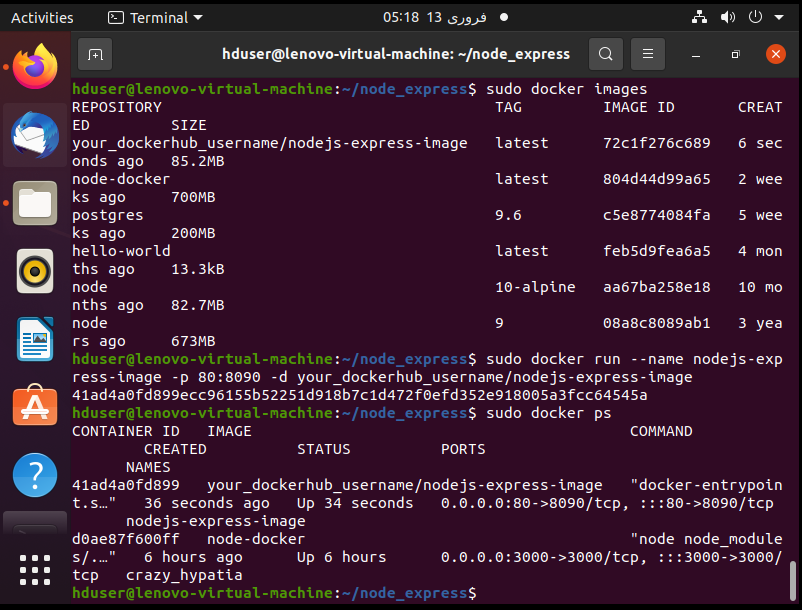 Activities
Terminal
05:18 13 فروری
hduser@lenovo-virtual-machine: ~/node_express
hduser@lenovo-virtual-machine:~/node_express$ sudo docker images
REPOSITORY TAG IMAGE ID CREAT
ED SIZE
your_dockerhub_username/nodejs-express-image latest 72c1f276c689 6 sec
onds ago 85.2MB
node-docker latest 804d44d99a65 2 wee
ks ago 700MB
postgres 9.6 c5e8774084fa 5 wee
ks ago 200MB
hello-world latest feb5d9fea6a5 4 mon
ths ago 13.3kB
node 10-alpine aa67ba258e18 10 mo
nths ago 82.7MB
node 9 08a8c8089ab1 3 yea
rs ago 673MB
hduser@lenovo-virtual-machine:~/node_express$ sudo docker run --name nodejs-exp
ress-image -p 80:8090 -d your_dockerhub_username/nodejs-express-image
41ad4a0fd899ecc96155b52251d918b7c1d472f0efd352e918005a3fcc64545a
hduser@lenovo-virtual-machine:~/node_express$ sudo docker ps
CONTAINER ID IMAGE COMMAND
CREATED STATUS PORTS
NAMES
41ad4a0fd899 your_dockerhub_username/nodejs-express-image "docker-entrypoin
t.s…" 36 seconds ago Up 34 seconds 0.0.0.0:80->8090/tcp, :::80->8090/tcp
nodejs-express-image
d0ae87f600ff node-docker "node node_module
s/.…" 6 hours ago Up 6 hours 0.0.0.0:3000->3000/tcp, :::3000->3000/
tcp crazy_hypatia
hduser@lenovo-virtual-machine:~/node_express$